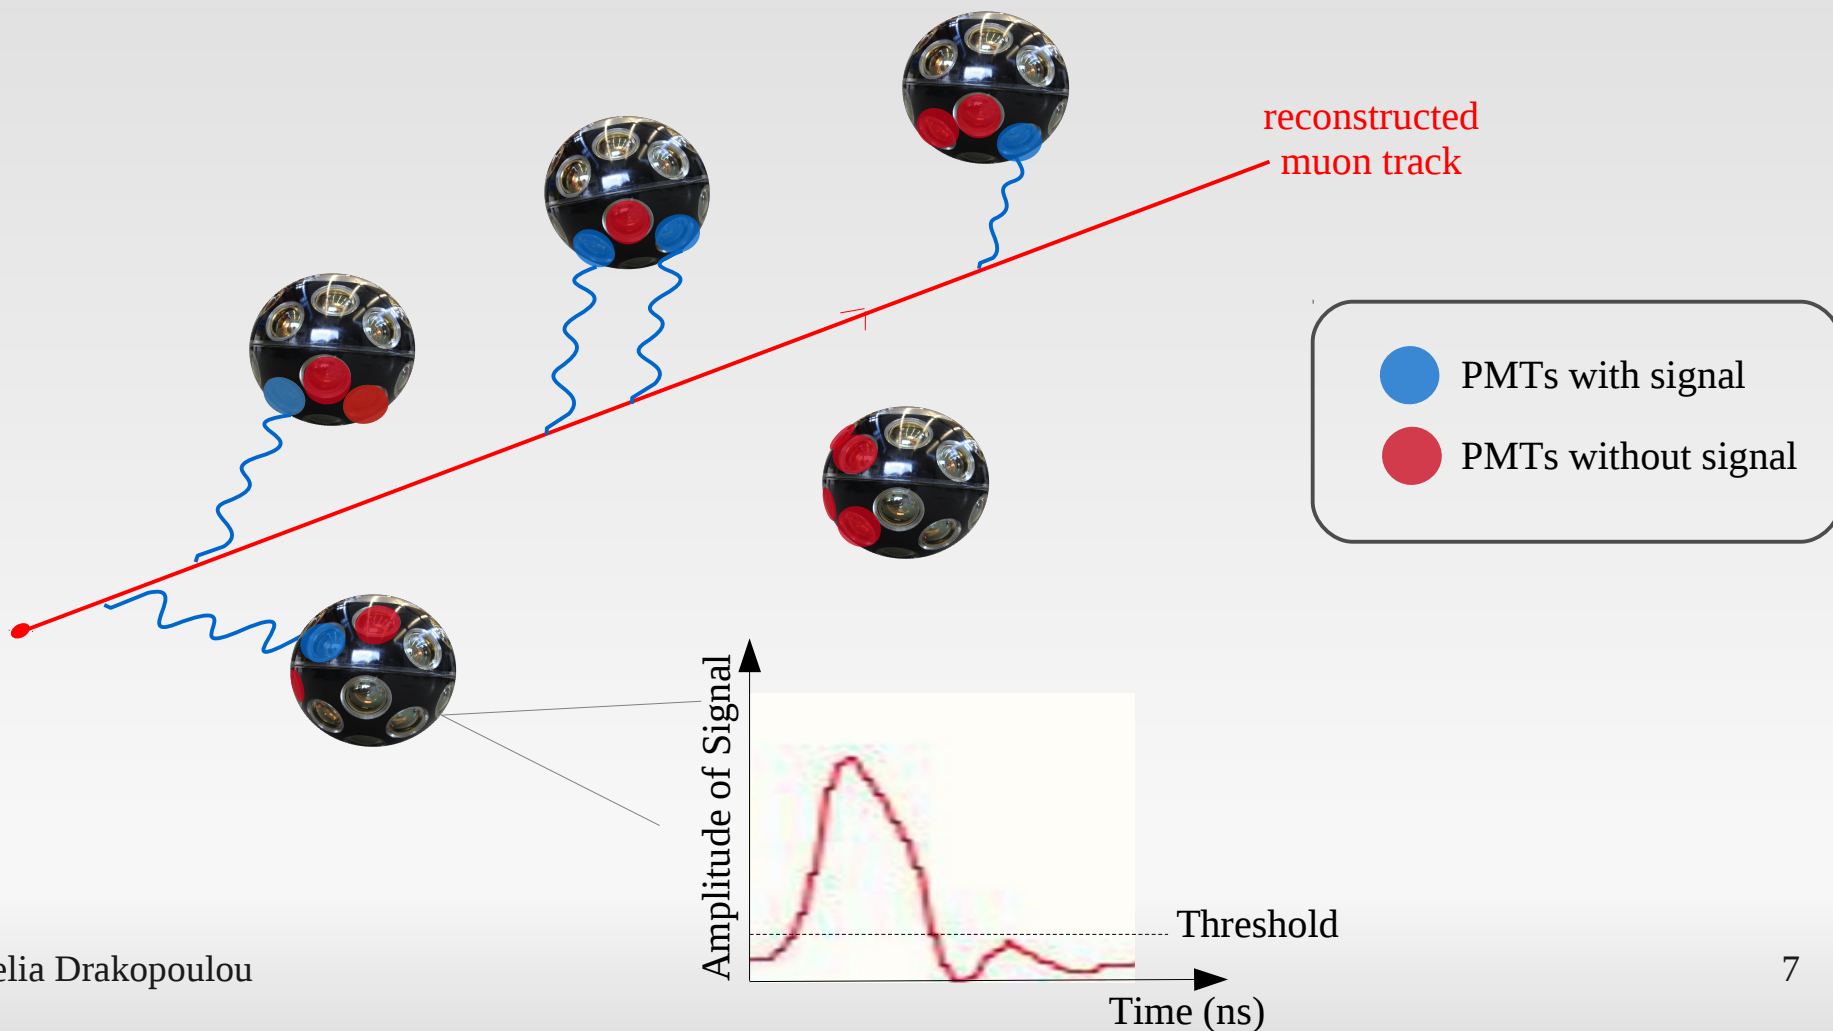 reconstructed
muon track
PMTs with signal
PMTs without signal
Amplitude of Signal
Threshold
Time (ns)
elia Drakopoulou
7